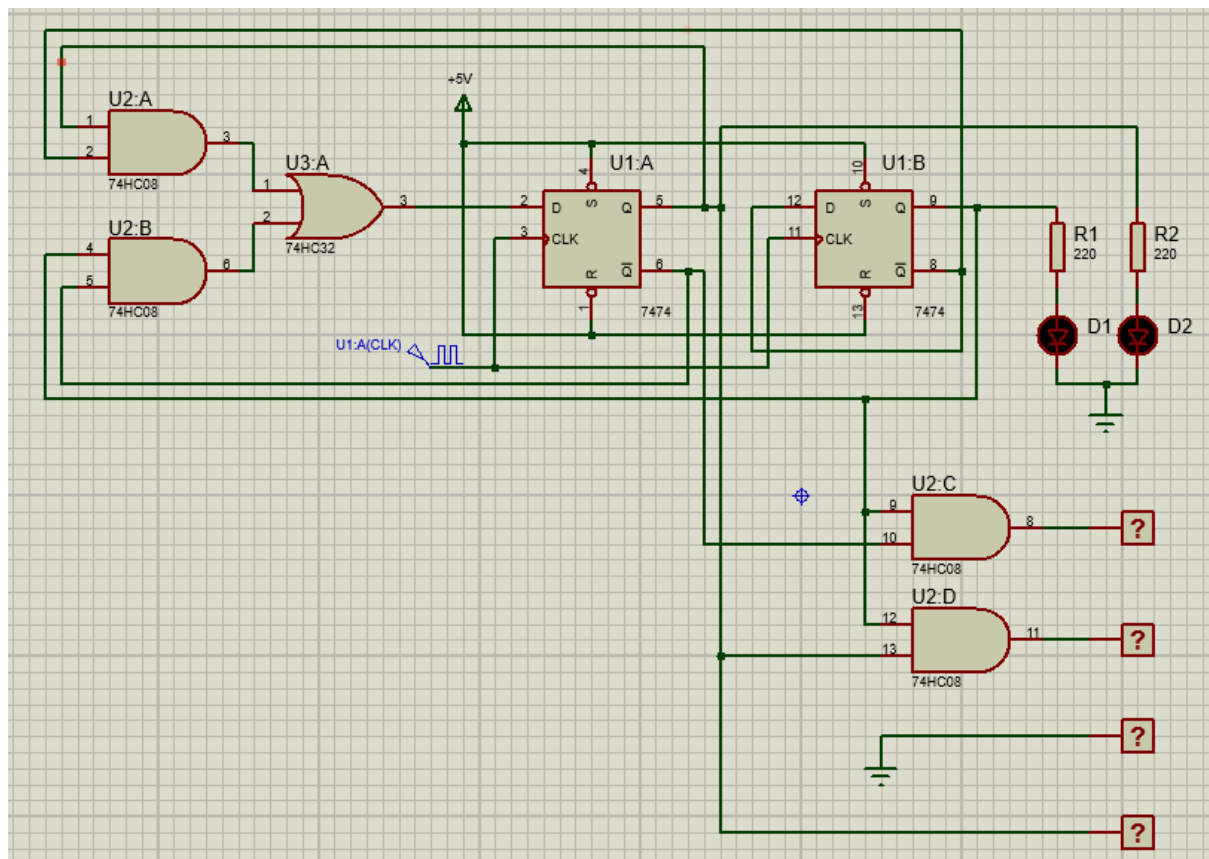 +5V
U2:A
1
2
3
74HC08
U3:A
1
2
3
74HC32
U2:B
4
5
6
74HC08
U1:A
4
S
2
D
Q
5
3
CLK
R
Q
6
1
7474
U1:A(CLK)
U1:B
10
S
12
D
Q
9
11
CLK
R
Q
8
13
7474
R1
220
R2
220
D1
D2
U2:C
9
10
8
74HC08
?
U2:D
12
13
11
74HC08
?
?
?